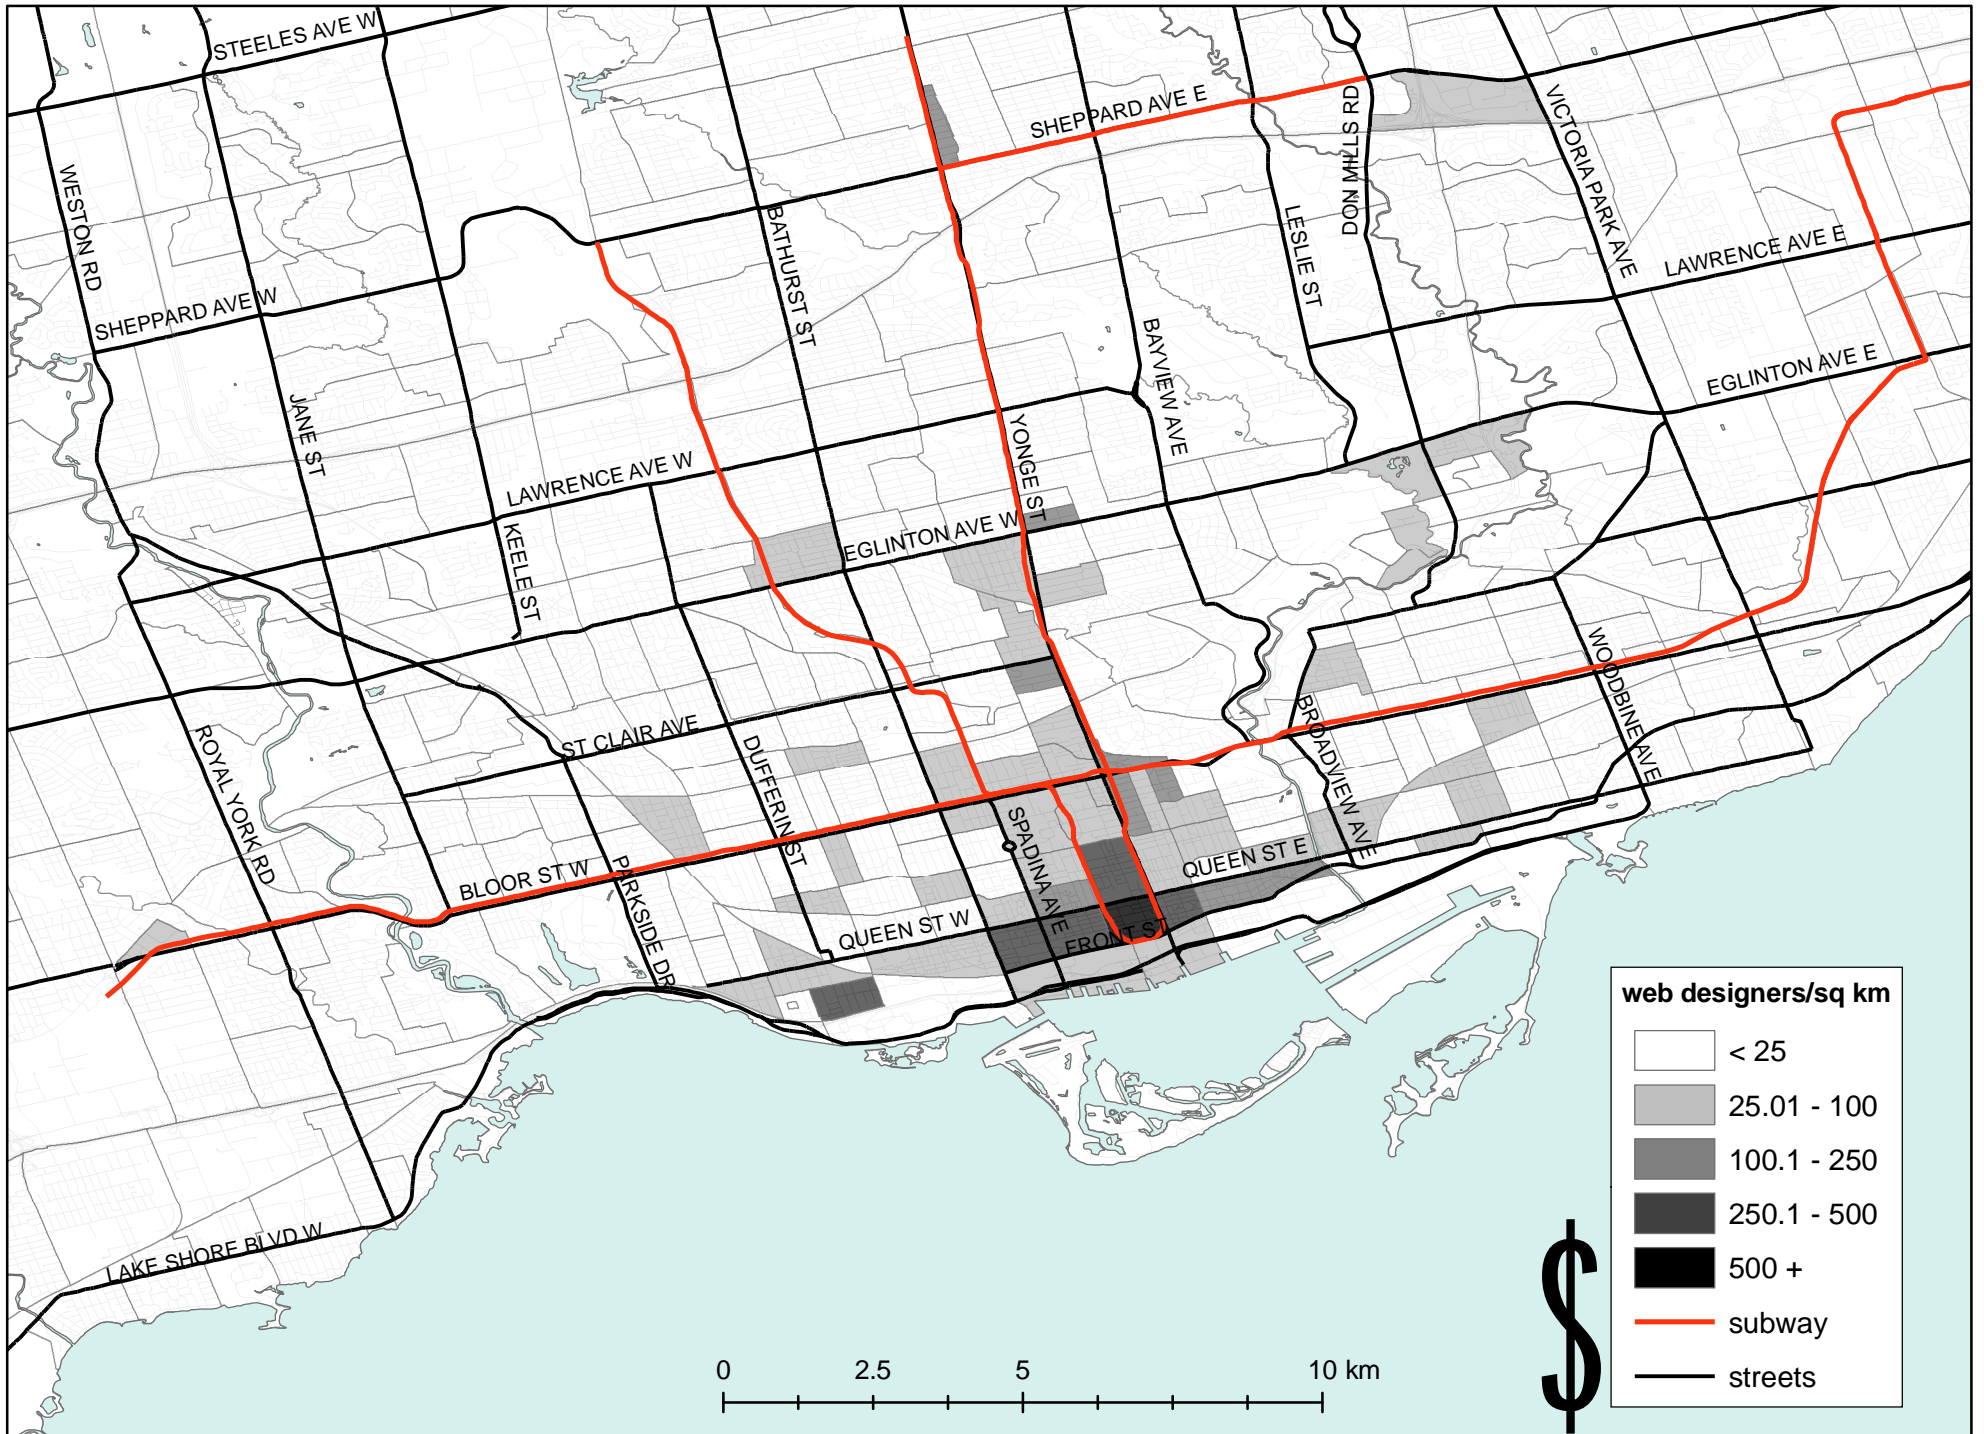 STEELES AVE W
SHEPPARD AVE E
DON MILLS RD
VICTORIA PARK AVE
WESTON RD
BATHURST ST
LESLIE ST
LAWRENCE AVE E
SHEPPARD AVE W
BAYVIEW AVE
EGLINTON AVE E
JANE ST
YONGE ST
LAWRENCE AVE W
KEELE ST
EGLINTON AVE W
WOODBINE AVE
ROYAL YORK RD
ST CLAIR AVE
DUFFERIN ST
BROADVIEW AVE
SPADINA AVE
QUEEN ST E
BLOOR ST W
PARKSIDE DR
QUEEN ST W
FRONT ST
LAKE SHORE BLVD W
web designers/sq km
< 25
25.01 - 100
100.1 - 250
250.1 - 500
500 +
subway
streets
$
0 2.5 5 10 km